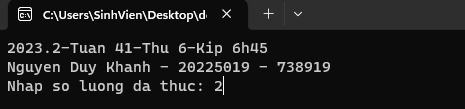 C:\Users\SinhVien\Desktop\d
2023.2-Tuan 41-Thu 6-Kip 6h45
Nguyen Duy Khanh - 20225019 - 738919
Nhap so luong da thuc: 2